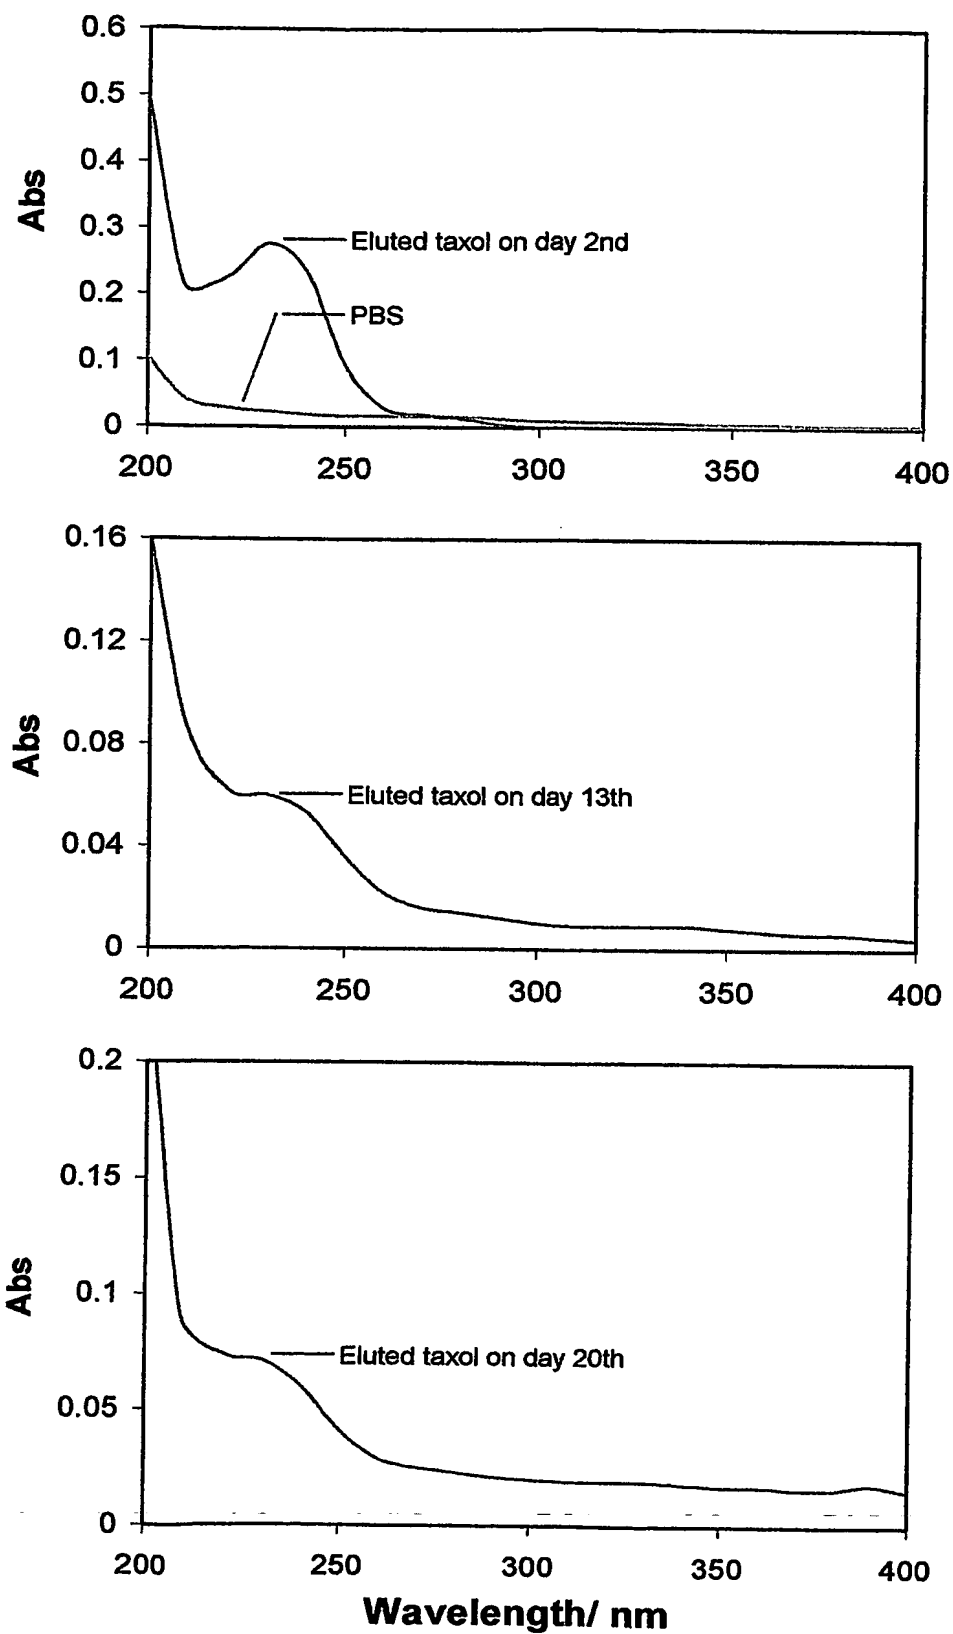 0.6
0.5
0.4
0.3
0.2
0.1
0
Abs
Eluted taxol on day 2nd
PBS
200 250 300 350 400
0.16
0.12
0.08
0.04
0
Abs
Eluted taxol on day 13th
200 250 300 350 400
0.2
0.15
0.1
0.05
0
Abs
Eluted taxol on day 20th
200 250 300 350 400
Wavelength/ nm